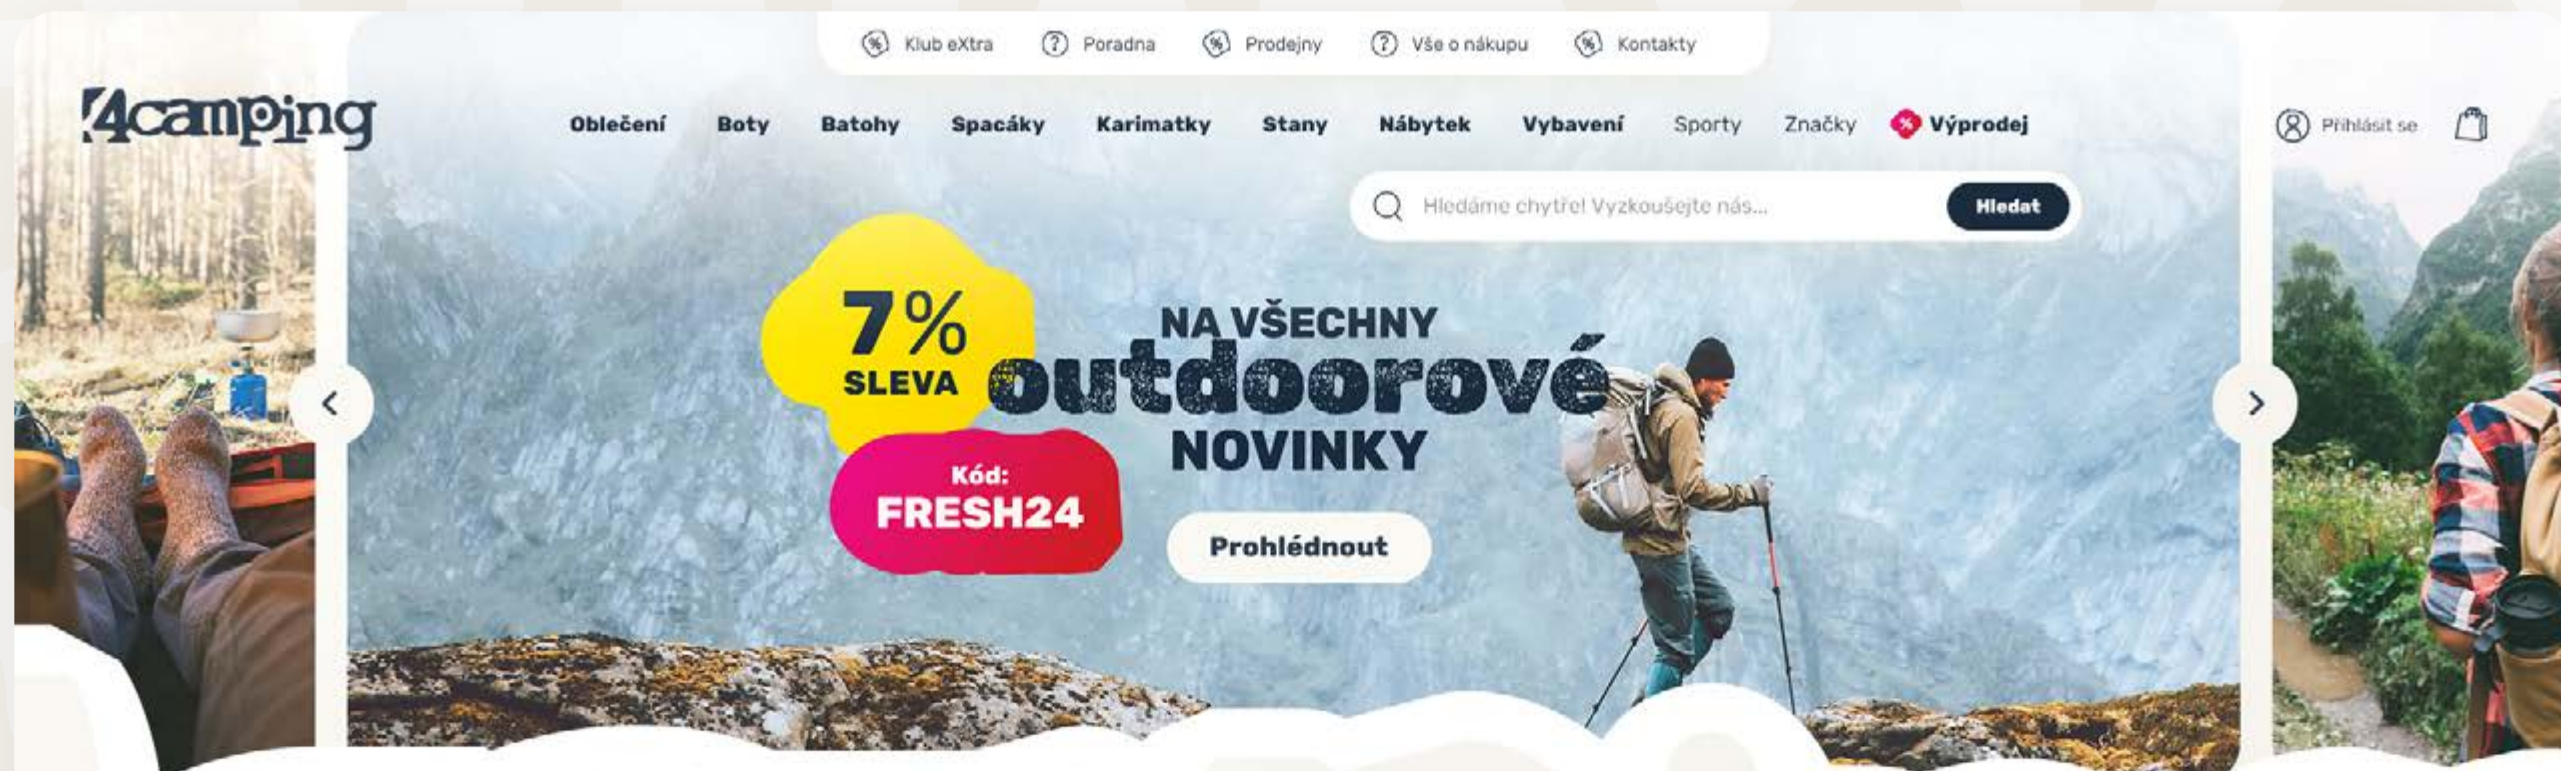 Klub eXtra
Poradna
Prodejny
Vše o nákupu
Kontakty
4camping
Oblečení
Boty
Batohy
Spacáky
Karimatky
Stany
Nábytek
Vybavení
Sporty
Značky
% Výprodej
Přihlásit se
Hledáme chytře! Vyzkoušejte nás...
Hledat
7%
SLEVA
NA VŠECHNY
outdoorové
NOVINKY
Kód:
FRESH24
Prohlédnout